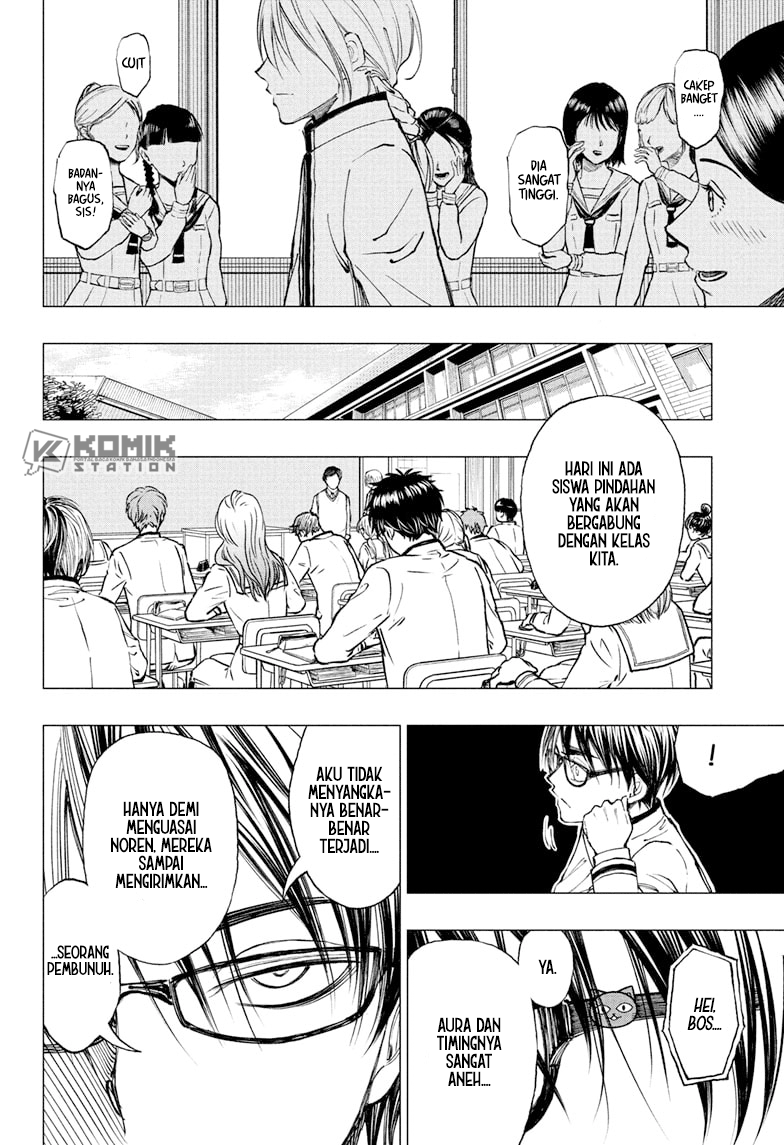 CAKEP
BANGET
....
DIA
SANGAT
TINGGI.
CUIT
BADAN-
NYA
BAGUS,
SIS!
KOMIK
STATION
HARI INI ADA
SISWA PINDAHAN
YANG AKAN
BERGABUNG
DENGAN KELAS
KITA.
!
HEI,
BOS....
YA.
AURA DAN
TIMINGNYA
SANGAT
ANEH....
AKU TIDAK
MENYANGKA-
NYA BENAR-
BENAR
TERJADI....
HANYA DEMI
MENGUASAI
NOREN, MEREKA
SAMPAI
MENGIRIMKAN...
...SEORANG
PEMBUNUH.